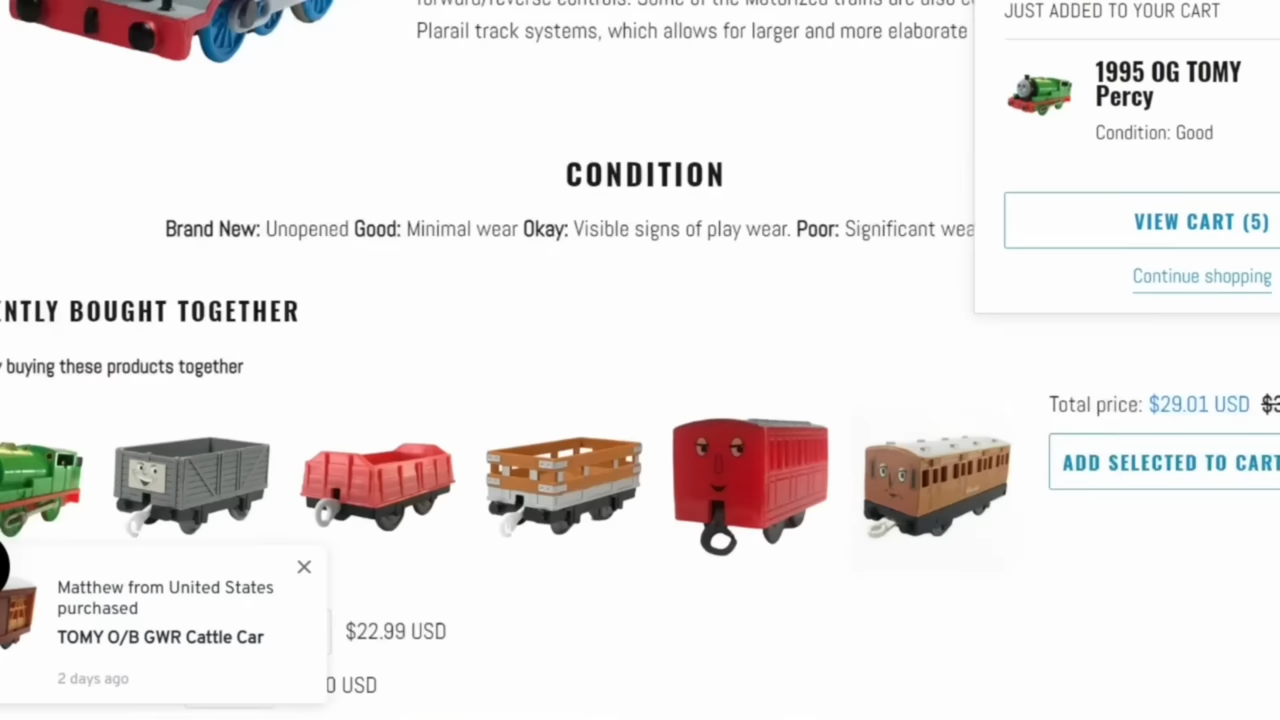 Plarail track systems, which allows for larger and more elaborate
JUST ADDED TO YOUR CART
1995 OG TOMY
Percy
Condition: Good
VIEW CART (5)
Continue shopping
CONDITION
Brand New: Unopened Good: Minimal wear Okay: Visible signs of play wear. Poor: Significant wea
ENTLY BOUGHT TOGETHER
y buying these products together
Total price: $29.01 USD $3
ADD SELECTED TO CART
Matthew from United States
purchased
TOMY O/B GWR Cattle Car
2 days ago
$22.99 USD
0 USD